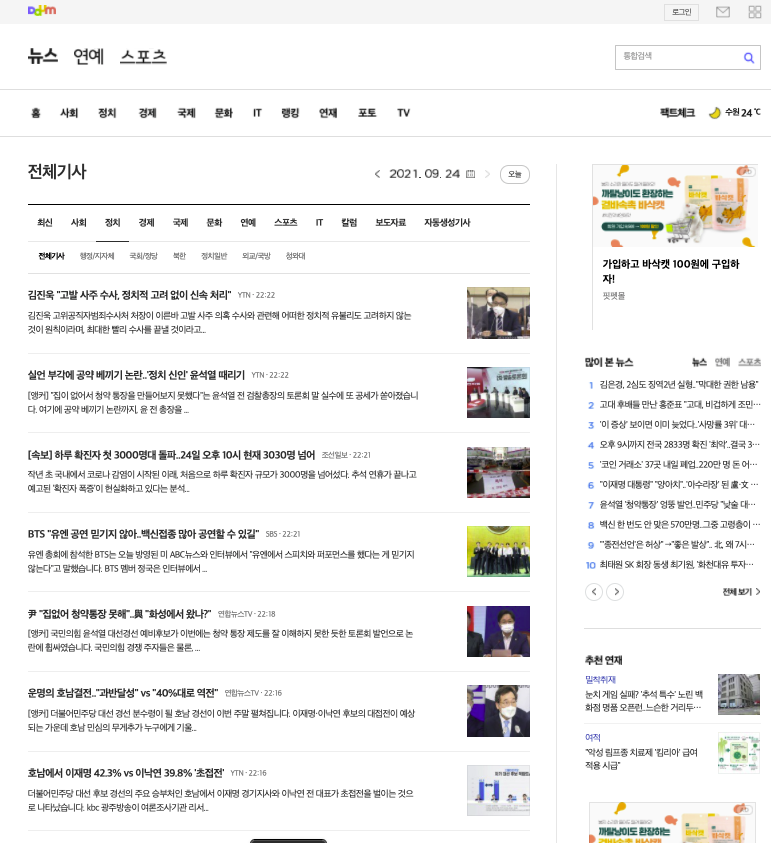 Daum
로그인
뉴스 연예 스포츠
통합검색
홈 사회 정치 경제 국제 문화 IT 랭킹 연재 포토 TV
팩트체크 수원 24℃
전체기사
2021. 09. 24
오늘
최신 사회 정치 경제 국제 문화 연예 스포츠 IT 칼럼 보도자료 자동생성기사
전체기사 행정/지자체 국회/정당 북한 정치일반 외교/국방 청와대
김진욱 "고발 사주 수사, 정치적 고려 없이 신속 처리" YTN · 22:22
김진욱 고위공직자범죄수사처 처장이 이른바 고발 사주 의혹 수사와 관련해 어떠한 정치적 유불리도 고려하지 않는
것이 원칙이라며, 최대한 빨리 수사를 끝낼 것이라고...
실언 부각에 공약 베끼기 논란..'정치 신인' 윤석열 때리기 YTN · 22:22
[앵커] "집이 없어서 청약 통장을 만들어보지 못했다"는 윤석열 전 검찰총장의 토론회 말 실수에 또 공세가 쏟아졌습니
다. 여기에 공약 베끼기 논란까지, 윤 전 총장을 ...
[속보] 하루 확진자 첫 3000명대 돌파..24일 오후 10시 현재 3030명 넘어 조선일보 · 22:21
작년 초 국내에서 코로나 감염이 시작된 이래, 처음으로 하루 확진자 규모가 3000명을 넘어섰다. 추석 연휴가 끝나고
예고된 '확진자 폭증'이 현실화하고 있다는 분석...
BTS "유엔 공연 믿기지 않아..백신접종 많아 공연할 수 있길" SBS · 22:21
유엔 총회에 참석한 BTS는 오늘 방영된 미 ABC뉴스와 인터뷰에서 "유엔에서 스피치와 퍼포먼스를 했다는 게 믿기지
않는다"고 말했습니다. BTS 멤버 정국은 인터뷰에서 ...
尹 "집없어 청약통장 못해"..與 "화성에서 왔나?" 연합뉴스TV · 22:18
[앵커] 국민의힘 윤석열 대선경선 예비후보가 이번에는 청약 통장 제도를 잘 이해하지 못한 듯한 토론회 발언으로 논
란에 휩싸였습니다. 국민의힘 경쟁 주자들은 물론, ...
운명의 호남결전.."과반달성" vs "40%대로 역전" 연합뉴스TV · 22:16
[앵커] 더불어민주당 대선 경선 분수령이 될 호남 경선이 이번 주말 펼쳐집니다. 이재명·이낙연 후보의 대접전이 예상
되는 가운데 호남 민심의 무게추가 누구에게 기울...
호남에서 이재명 42.3% vs 이낙연 39.8% '초접전' YTN · 22:16
더불어민주당 대선 후보 경선의 주요 승부처인 호남에서 이재명 경기지사와 이낙연 전 대표가 초접전을 벌이는 것으
로 나타났습니다. kbc 광주방송이 여론조사기관 리서...
깨탈냥이도 환장하는
겉바속촉 바삭캣
가입하고 바삭캣 100원에 구입하
자!
핏펫몰
많이 본 뉴스 뉴스 연예 스포츠
1 김은경, 2심도 징역2년 실형.."막대한 권한 남용"
2 고대 후배들 만난 홍준표 "고대, 비겁하게 조민…
3 '이 증상' 보이면 이미 늦었다..'사망률 3위' 대…
4 오후 9시까지 전국 2833명 확진 '최악'..결국 3…
5 '코인 거래소' 37곳 내일 폐업..220만 명 돈 어…
6 "이재명 대통령" "양아치"..'아수라장' 된 盧·文 …
7 윤석열 '청약통장' 엉뚱 발언..민주당 "낮술 대…
8 백신 한 번도 안 맞은 570만명..그중 고령층이 …
9 "'종전선언'은 허상" →"좋은 발상".. 北, 왜 7시…
10 최태원 SK 회장 동생 최기원, '화천대유 투자…
전체 보기
추천 연재
밀착취재
눈치 게임 실패? '추석 특수' 노린 백
화점 명품 오픈런..느슨한 거리두…
여적
"악성 림프종 치료제 '킴리아' 급여
적용 시급"
깨탈냥이도 환장하는
겉바속촉 바삭캣